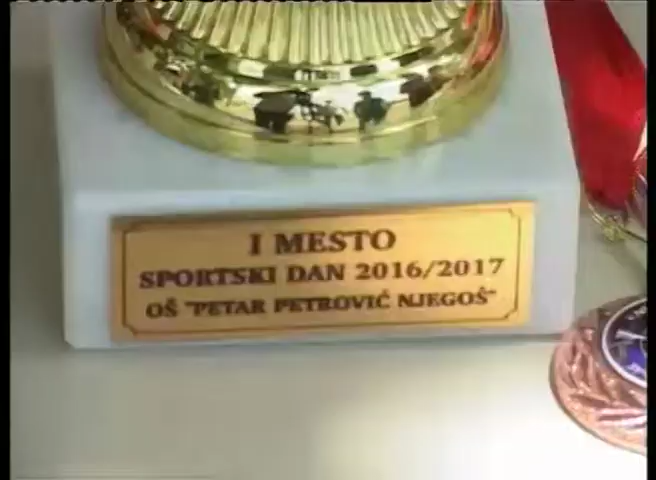 I MESTO
SPORTSKI DAN 2016/2017
OŠ "PETAR PETROVIĆ NJEGOŠ"